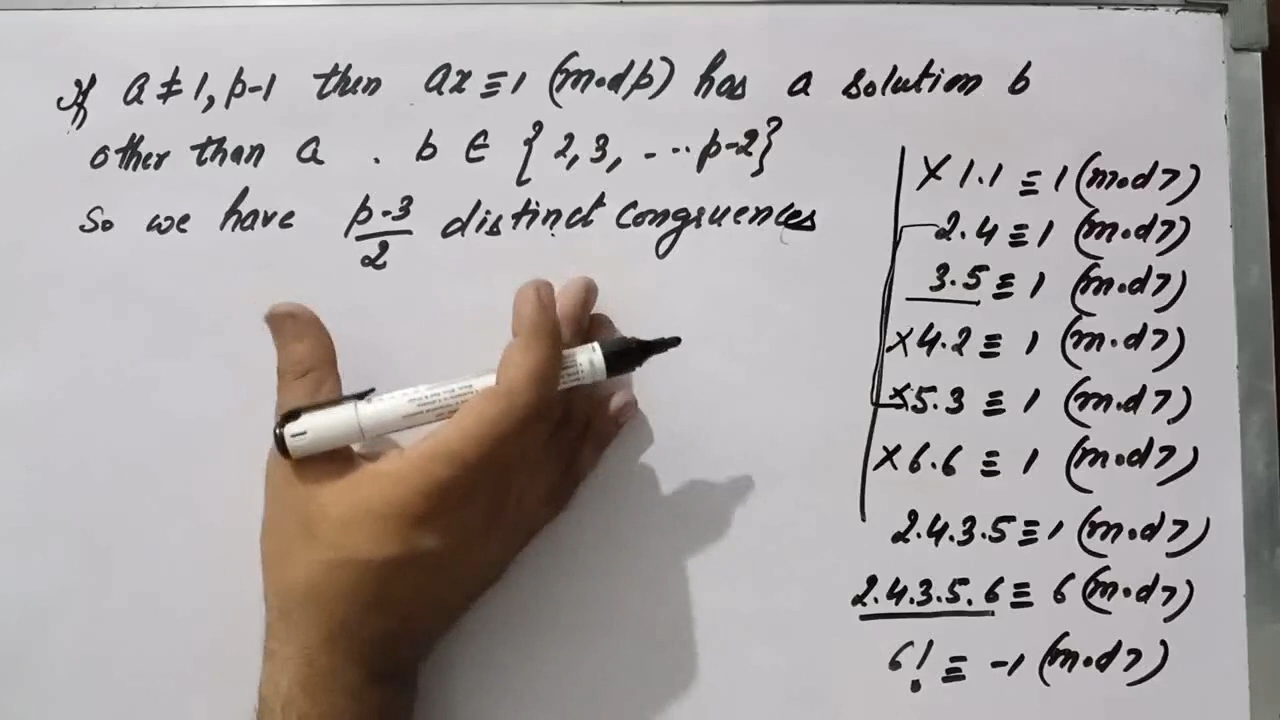 If a ≠ 1, p-1 then ax ≡ 1 (mod p) has a solution b
other than a . b ∈ {2, 3, ... p-2}
So we have p-3/2 distinct congruences
× 1.1 ≡ 1 (mod 7)
2.4 ≡ 1 (mod 7)
3.5 ≡ 1 (mod 7)
× 4.2 ≡ 1 (mod 7)
× 5.3 ≡ 1 (mod 7)
× 6.6 ≡ 1 (mod 7)
2.4.3.5 ≡ 1 (mod 7)
2.4.3.5.6 ≡ 6 (mod 7)
6! ≡ -1 (mod 7)